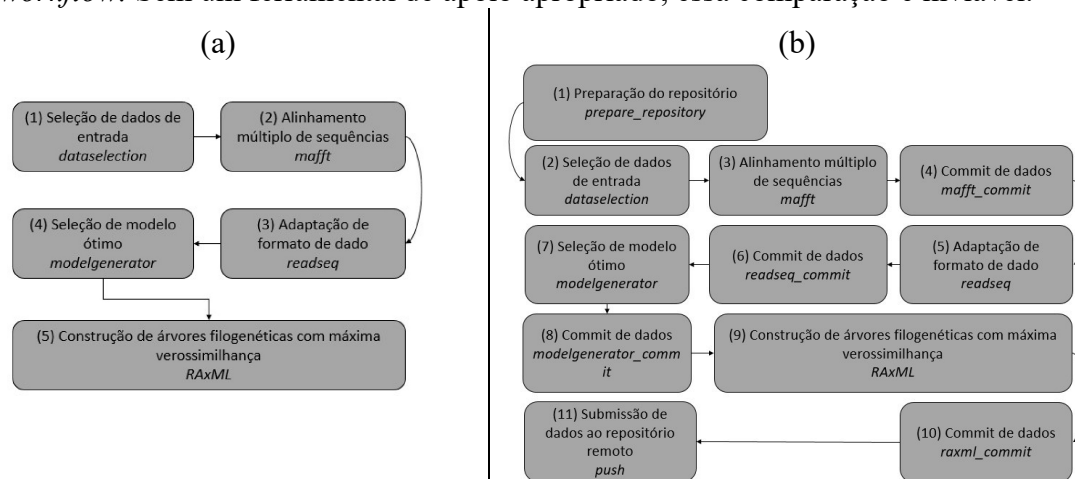 workflow. Sem um ferramental de apoio apropriado, essa comparação é inviável.
(a)
(1) Seleção de dados de
entrada
dataselection
(2) Alinhamento
múltiplo de sequências
mafft
(4) Seleção de modelo
ótimo
modelgenerator
(3) Adaptação de
formato de dado
readseq
(5) Construção de árvores filogenéticas com máxima
verossimilhança
RAxML
(b)
(1) Preparação do repositório
prepare_repository
(2) Seleção de dados
de entrada
dataselection
(3) Alinhamento múltiplo
de sequências
mafft
(4) Commit de dados
mafft_commit
(7) Seleção de modelo
ótimo
modelgenerator
(6) Commit de dados
readseq_commit
(5) Adaptação de
formato de dado
readseq
(8) Commit de dados
modelgenerator_comm
it
(9) Construção de árvores filogenéticas com máxima
verossimilhança
RAxML
(11) Submissão de
dados ao repositório
remoto
push
(10) Commit de dados
raxml_commit